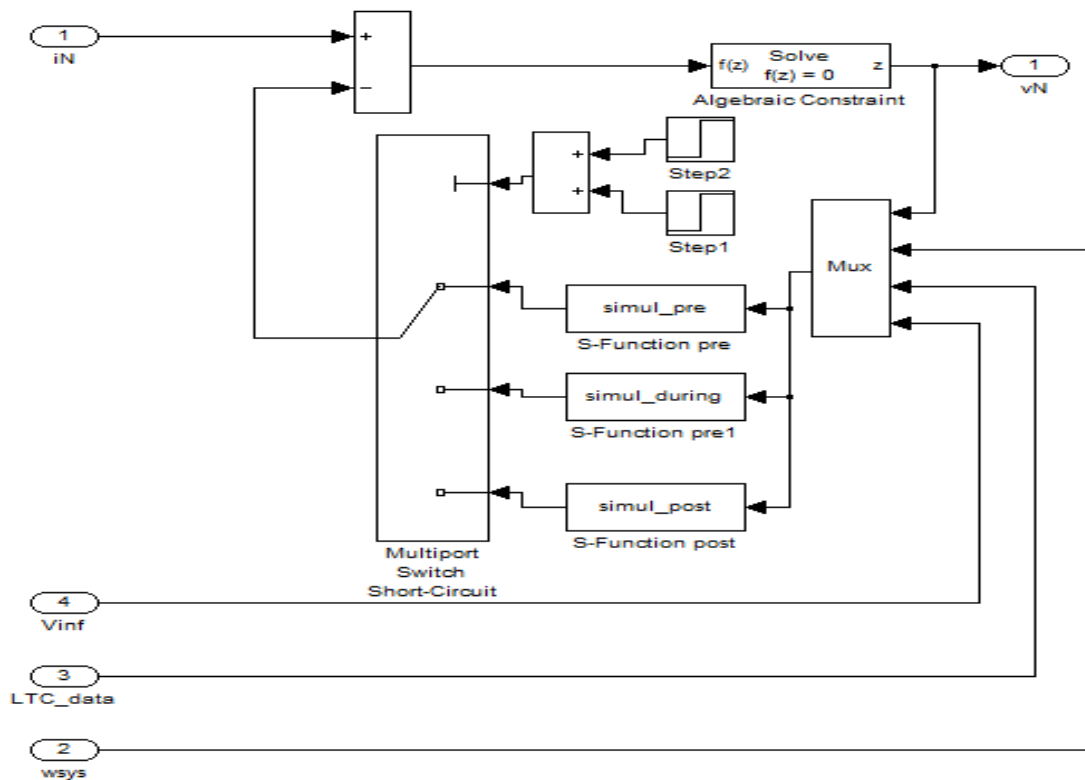 1
iN
+
−
f(z)
Solve
f(z) = 0
z
Algebraic Constraint
1
vN
+
+
Step2
Step1
Mux
simul_pre
S-Function pre
simul_during
S-Function pre1
simul_post
S-Function post
Multiport
Switch
Short-Circuit
4
Vinf
3
LTC_data
2
wsys